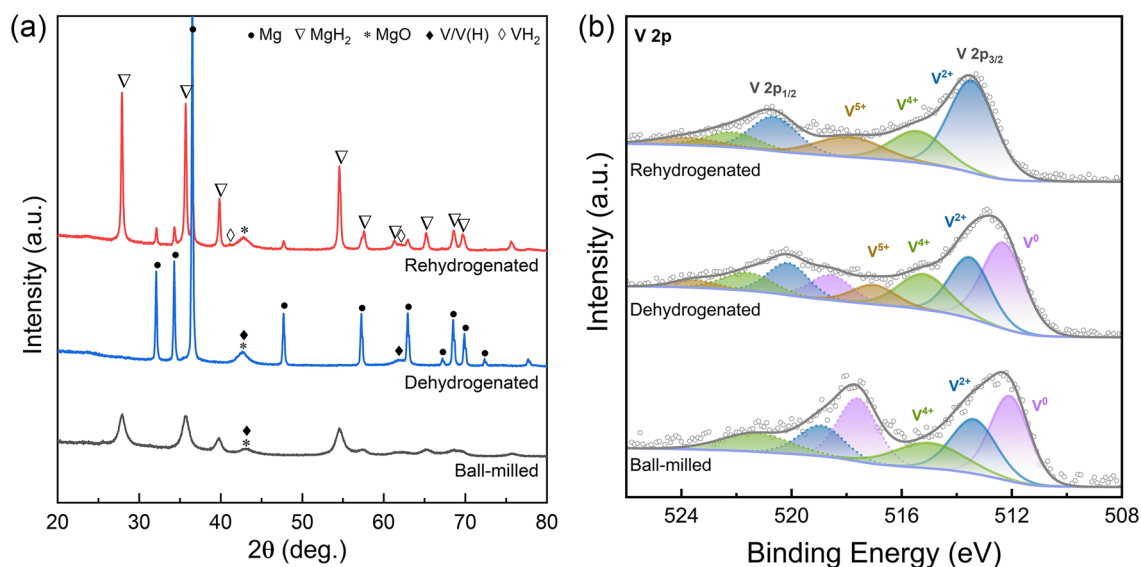 (a)
● Mg ▽ MgH₂ * MgO ♦ V/V(H) ◊ VH₂
Rehydrogenated
Dehydrogenated
Ball-milled
Intensity (a.u.)
20 30 40 50 60 70 80
2θ (deg.)
(b)
V 2p
V 2p₁/₂
V⁵⁺
V⁴⁺
V²⁺
V 2p₃/₂
Rehydrogenated
V⁵⁺
V⁴⁺
V²⁺
V⁰
Dehydrogenated
V⁴⁺
V²⁺
V⁰
Ball-milled
Intensity (a.u.)
524 520 516 512 508
Binding Energy (eV)